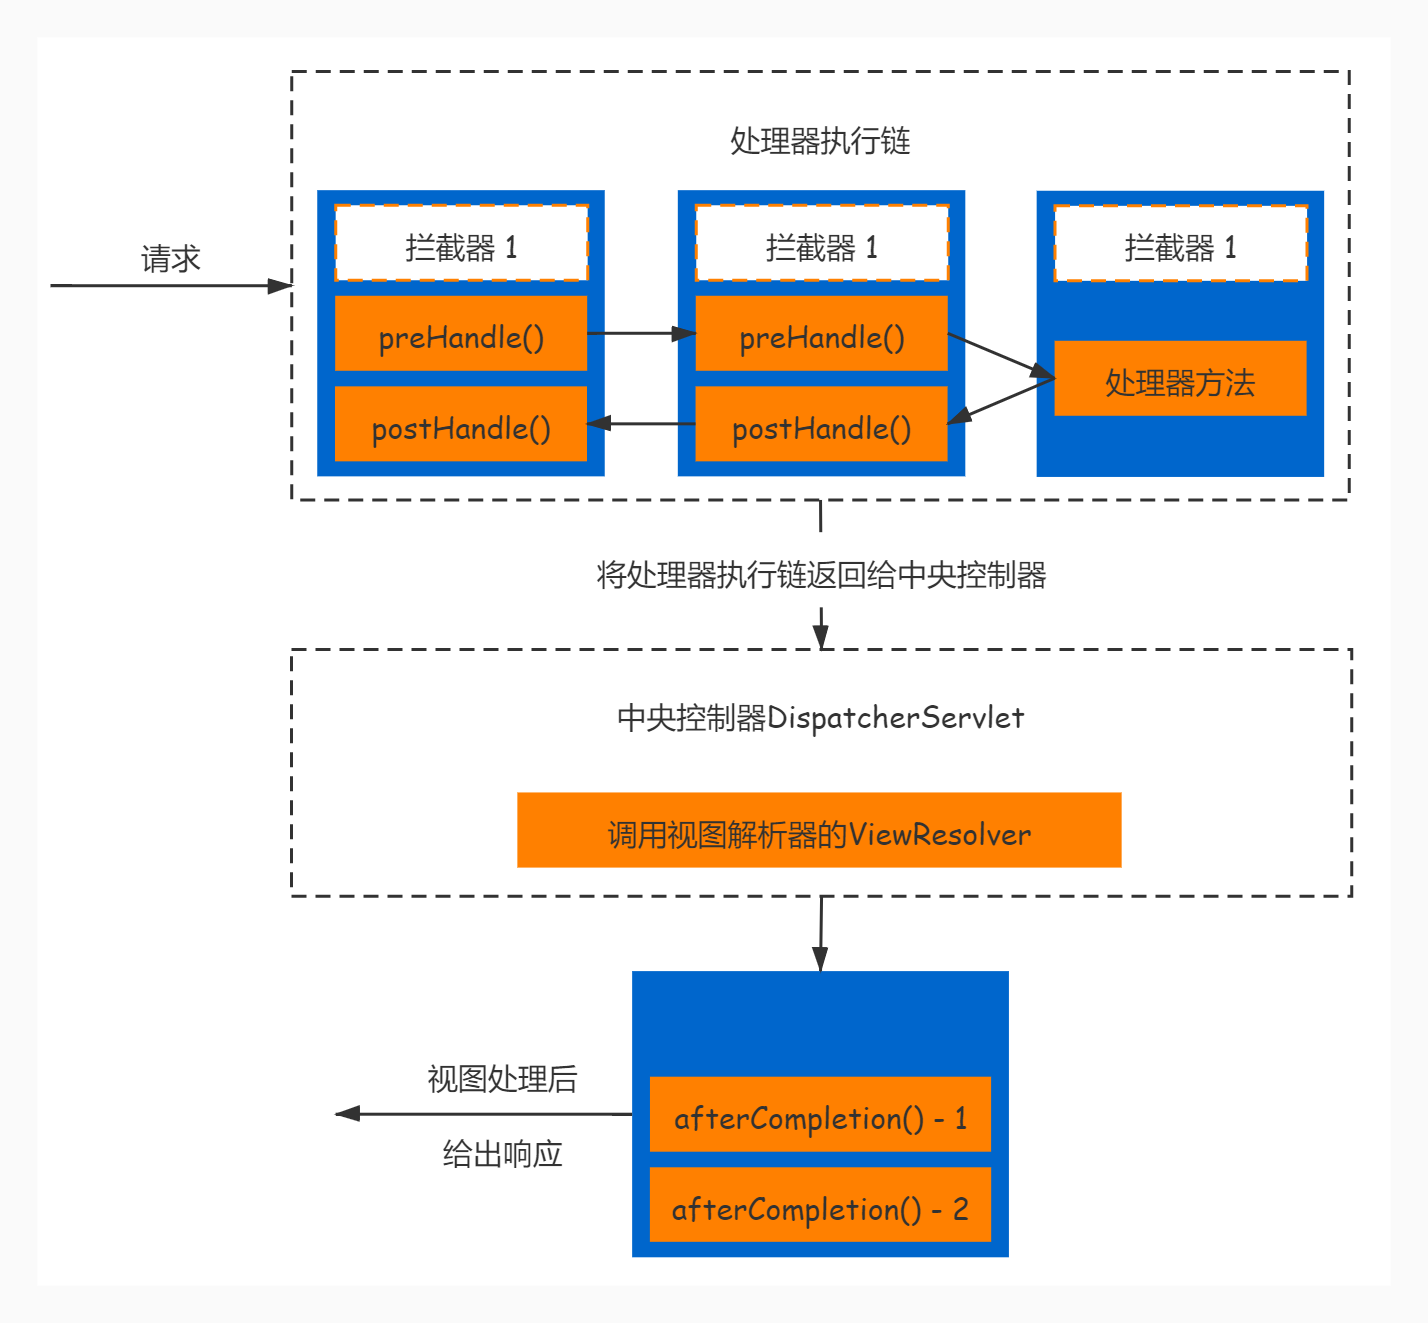 处理器执行链
请求
拦截器 1
拦截器 1
拦截器 1
preHandle()
preHandle()
处理器方法
postHandle()
postHandle()
将处理器执行链返回给中央控制器
中央控制器DispatcherServlet
调用视图解析器的ViewResolver
视图处理后
给出响应
afterCompletion() - 1
afterCompletion() - 2